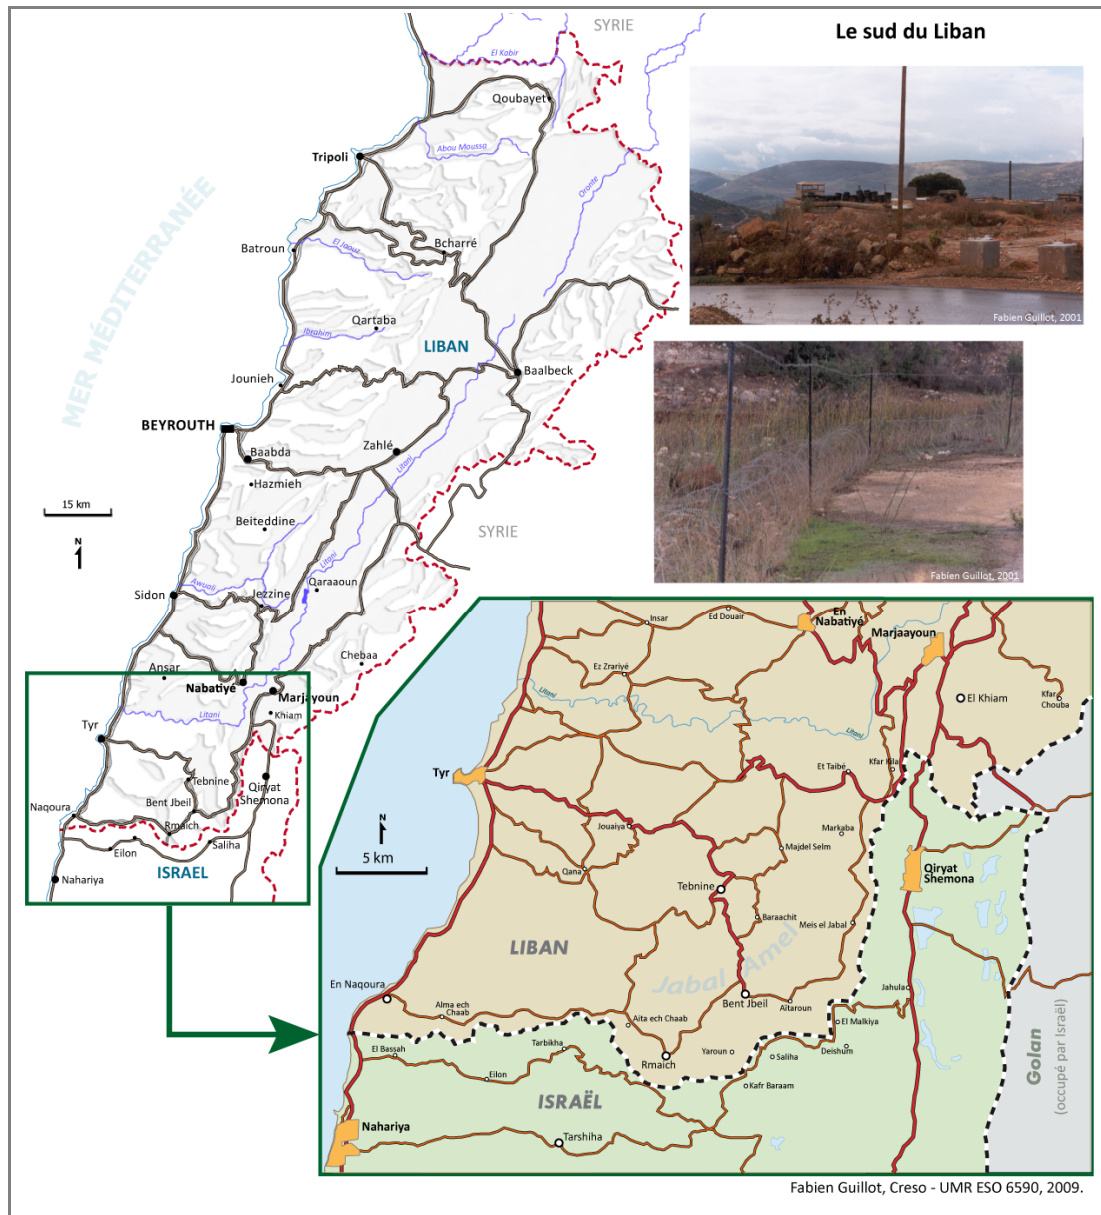 Le sud du Liban
SYRIE
El Kabir
Qoubayet
Abou Moussa
Tripoli
Oronte
MER MÉDITERRANÉE
Batroun
El Jaouz
Bcharré
Qartaba
Ibrahim
LIBAN
Jounieh
Baalbeck
BEYROUTH
Zahlé
Baabda
Litani
Hazmieh
15 km
Beiteddine
SYRIE
N
Litani
Awuali
Qaraaoun
Jezzine
Sidon
Chebaa
Ansar
Nabatiyé
Marjayoun
Litani
Khiam
Tyr
Tebnine
Qiryat
Shemona
Bent Jbeil
Naqoura
Rmaich
Saliha
Eilon
ISRAEL
Nahariya
Fabien Guillot, 2001
Fabien Guillot, 2001
Insar
Ed Douair
En
Nabatiyé
Marjaayoun
Ez Zrariyé
Litani
El Khiam
Kfar
Chouba
Litani
Tyr
Et Taibé
Kfar Kila
N
5 km
Jouaiya
Markaba
Majdel Selm
Qana
Tebnine
Qiryat
Shemona
Baraachit
Meis el Jabal
LIBAN
Jabal Amel
En Naqoura
Jahula
Bent Jbeil
Aïtaroun
Alma ech
Chaab
Aita ech Chaab
El Malkiya
Tarbikha
Yaroun
Deishum
El Bassah
Saliha
Rmaich
Eilon
Kafr Baraam
ISRAËL
Golan
(occupé par Israël)
Nahariya
Tarshiha
Fabien Guillot, Creso - UMR ESO 6590, 2009.